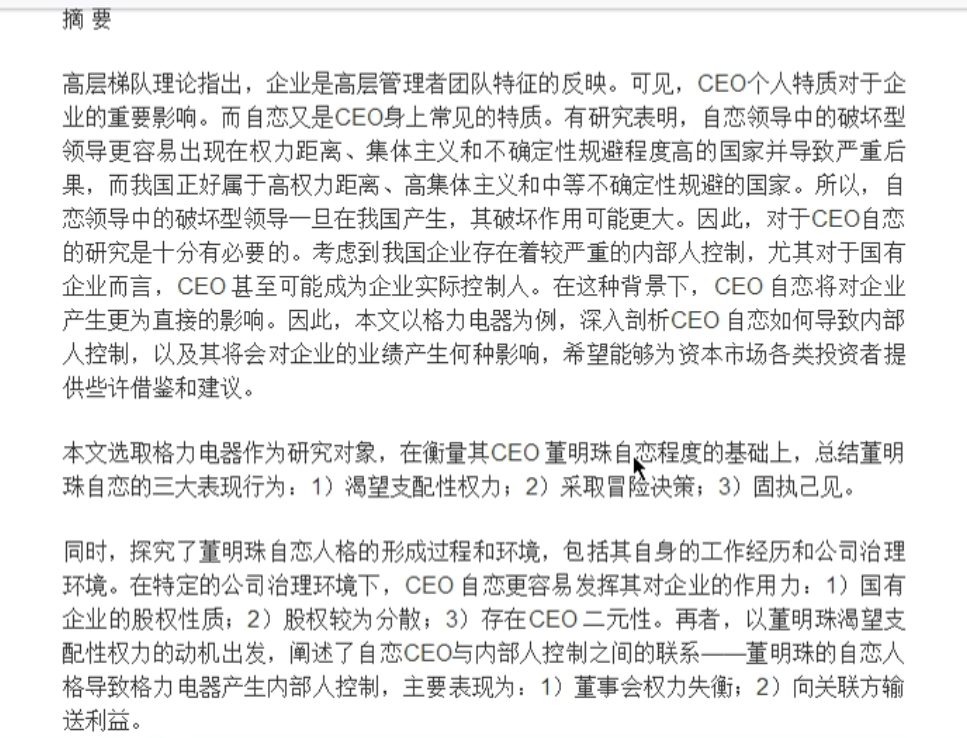 摘 要
高层梯队理论指出，企业是高层管理者团队特征的反映。可见，CEO个人特质对于企
业的重要影响。而自恋又是CEO身上常见的特质。有研究表明，自恋领导中的破坏型
领导更容易出现在权力距离、集体主义和不确定性规避程度高的国家并导致严重后
果，而我国正好属于高权力距离、高集体主义和中等不确定性规避的国家。所以，自
恋领导中的破坏型领导一旦在我国产生，其破坏作用可能更大。因此，对于CEO自恋
的研究是十分有必要的。考虑到我国企业存在着较严重的内部人控制，尤其对于国有
企业而言，CEO 甚至可能成为企业实际控制人。在这种背景下，CEO 自恋将对企业
产生更为直接的影响。因此，本文以格力电器为例，深入剖析CEO 自恋如何导致内部
人控制，以及其将会对企业的业绩产生何种影响，希望能够为资本市场各类投资者提
供些许借鉴和建议。
本文选取格力电器作为研究对象，在衡量其CEO 董明珠自恋程度的基础上，总结董明
珠自恋的三大表现行为：1）渴望支配性权力；2）采取冒险决策；3）固执己见。
同时，探究了董明珠自恋人格的形成过程和环境，包括其自身的工作经历和公司治理
环境。在特定的公司治理环境下，CEO 自恋更容易发挥其对企业的作用力：1）国有
企业的股权性质；2）股权较为分散；3）存在CEO 二元性。再者，以董明珠渴望支
配性权力的动机出发，阐述了自恋CEO与内部人控制之间的联系——董明珠的自恋人
格导致格力电器产生内部人控制，主要表现为：1）董事会权力失衡；2）向关联方输
送利益。